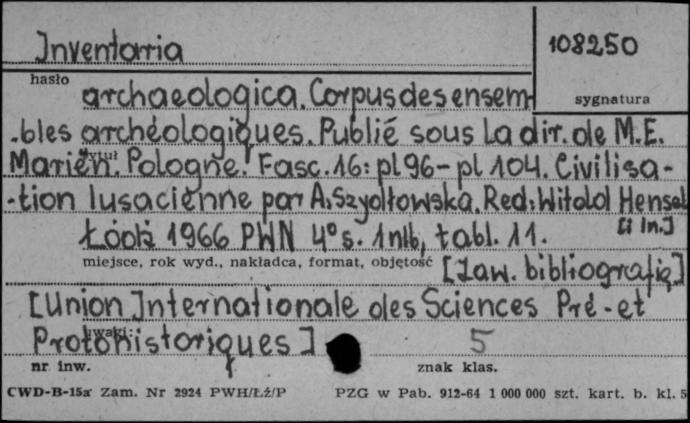 Inventaria 108250
hasło
archaeologica. Corpus des ensem-
sygnatura
-bles archéologiques. Publié sous la dir. de M.E.
tytuł
Mariën. Pologne. Fasc. 16: pl 96 - pl 104. Civilisa-
-tion lusacienne par A. Szydłowska. Red: Witold Hensel
[i in.]
Łódź 1966 PWN 4° s. 1 nlb, tabl. 11.
miejsce, rok wyd., nakładca, format, objętość
[Zaw. bibliografię]
[Union Internationale des Sciences Pré- et
uwagi
Protohistoriques] 5
nr inw. znak klas.
CWD-B-15a Zam. Nr 2924 PWH/Łź/P PZG w Pab. 912-64 1 000 000 szt. kart. b. kl. 5